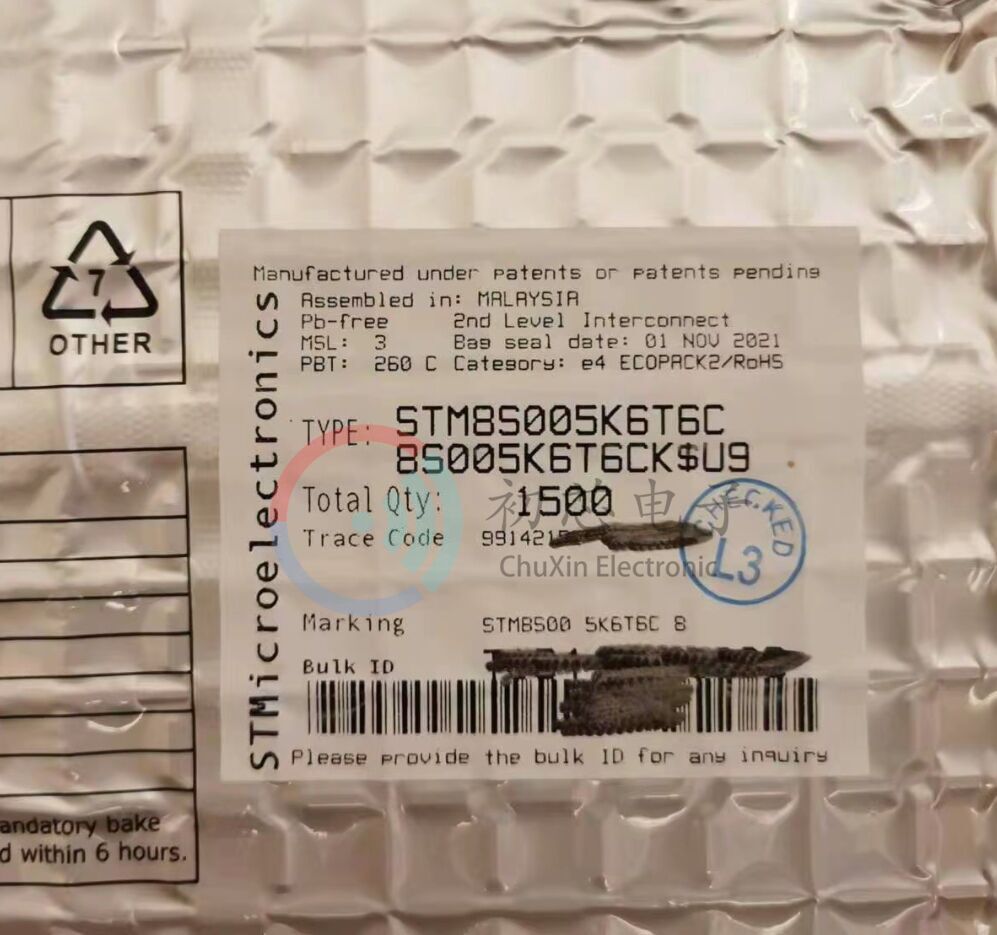 7
OTHER
Manufactured under patents or patents pending
Assembled in: MALAYSIA
Pb-free 2nd Level Interconnect
MSL: 3 Bag seal date: 01 NOV 2021
PBT: 260 C Category: e4 ECOPACK2/RoHS
STMicroelectronics
TYPE: STM8S005K6T6C
8S005K6T6CK$U9
Total Qty: 1500
初芯电子
Trace Code 991421
ChuXin Electronic
CHECKED
L3
Marking STM8S00 5K6T6C B
Bulk ID
Please provide the bulk ID for any inquiry
andatory bake
d within 6 hours.